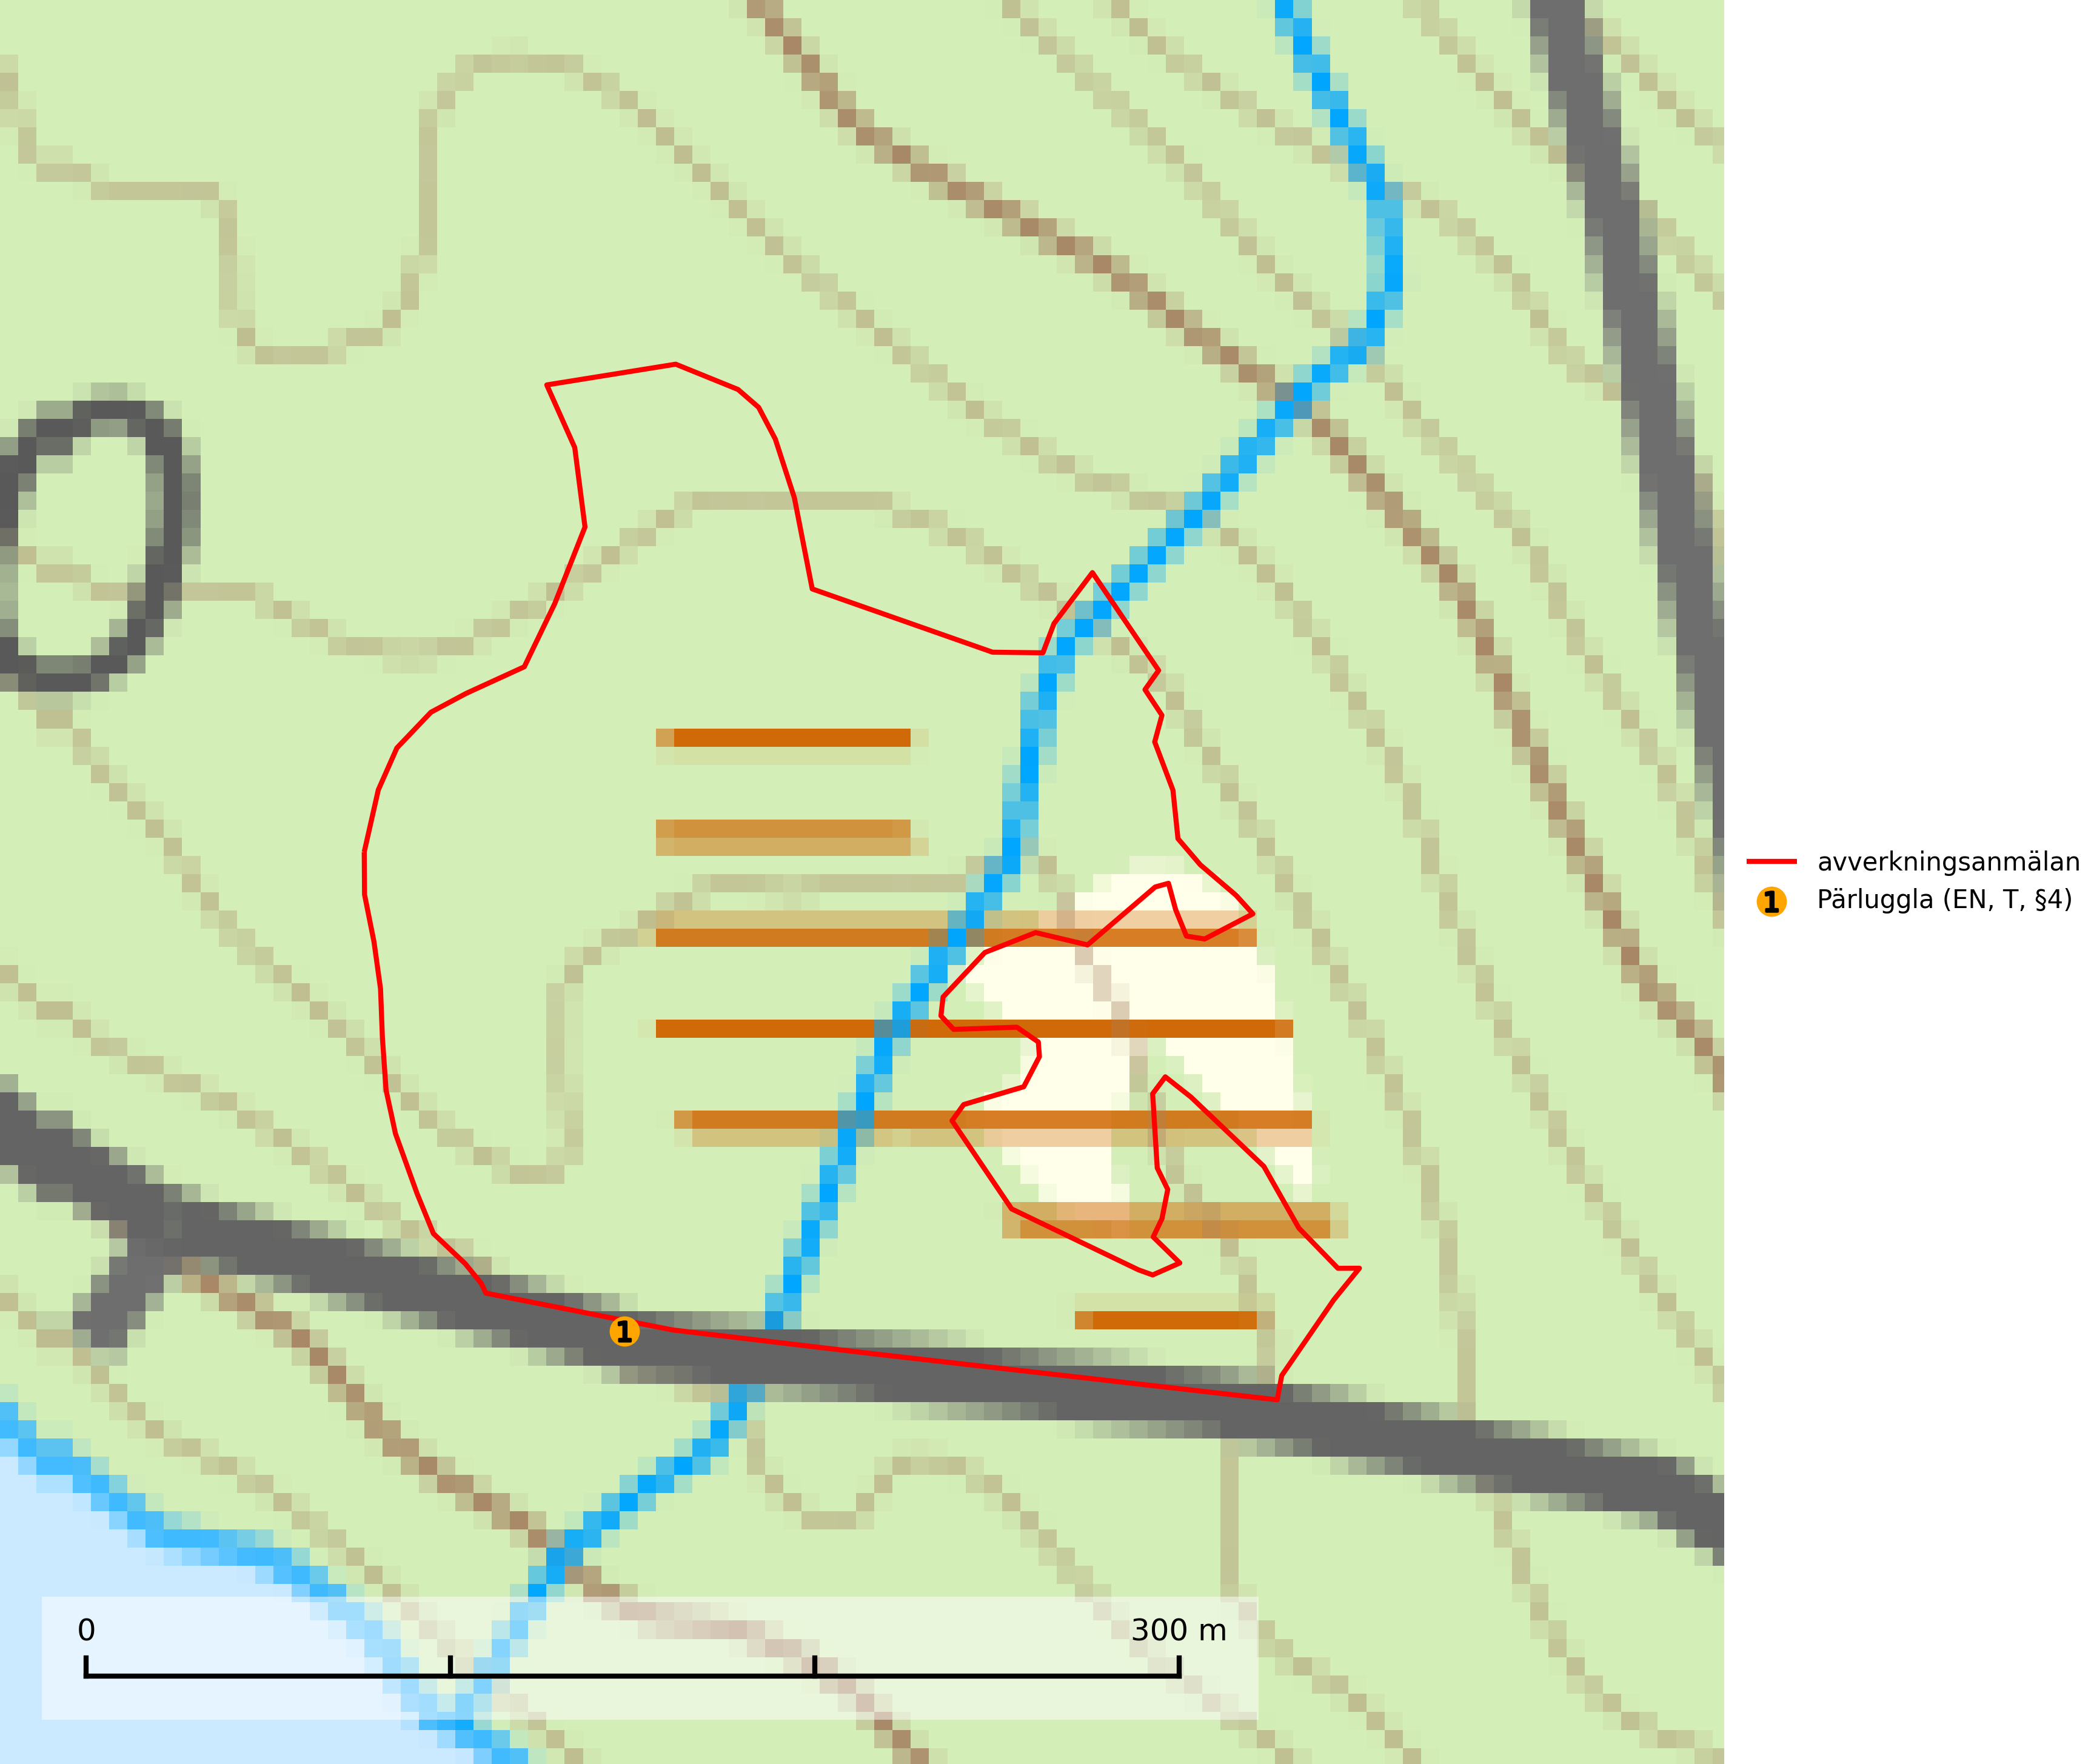 avverkningsanmälan
1 Pärluggla (EN, T, §4)
1
0 300 m